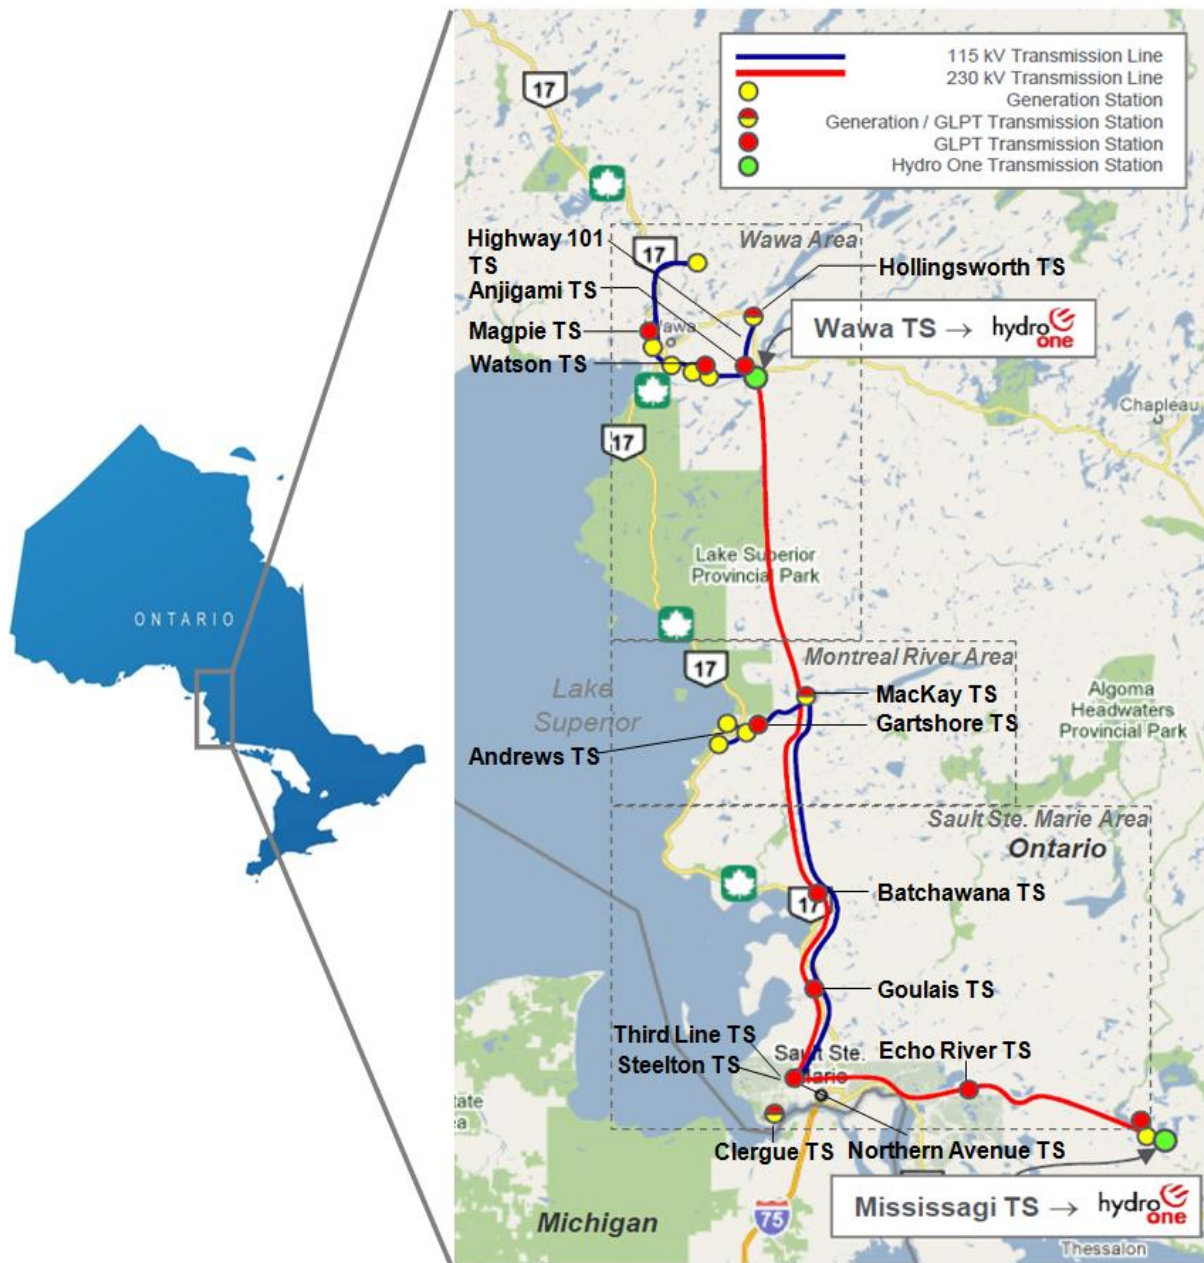 115 kV Transmission Line
230 kV Transmission Line
Generation Station
Generation / GLPT Transmission Station
GLPT Transmission Station
Hydro One Transmission Station
17
Highway 101
TS
17
Wawa Area
Hollingsworth TS
Anjigami TS
Magpie TS
Wawa TS → hydro one
Watson TS
Chapleau
17
Lake Superior
Provincial Park
ONTARIO
17
Montreal River Area
Lake
Superior
MacKay TS
Gartshore TS
Algoma
Headwaters
Provincial Park
Andrews TS
Sault Ste. Marie Area
Ontario
Batchawana TS
17
Goulais TS
Third Line TS
Steelton TS
Sault Ste.
Echo River TS
Clergue TS
Northern Avenue TS
Mississagi TS → hydro one
Michigan
75
Thessalon